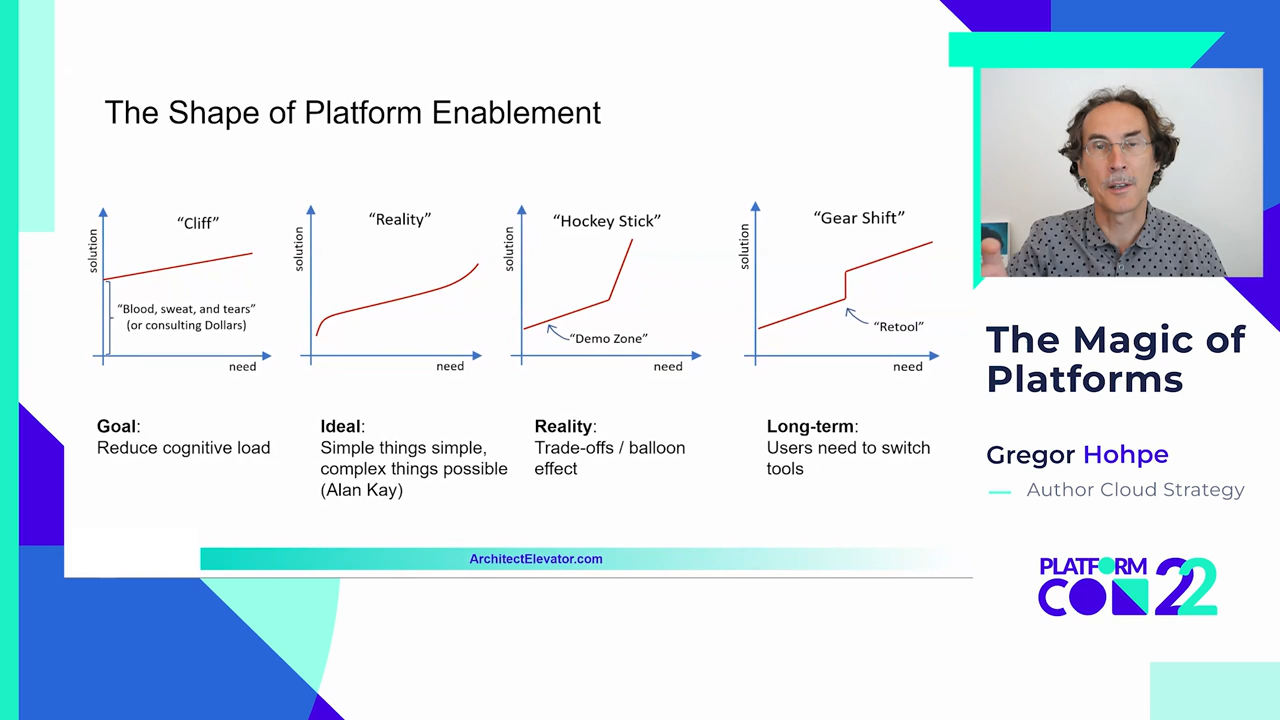 The Shape of Platform Enablement
“Cliff”
solution
“Blood, sweat, and tears”
(or consulting Dollars)
need
“Reality”
solution
need
“Hockey Stick”
solution
“Demo Zone”
need
“Gear Shift”
solution
“Retool”
need
Goal:
Reduce cognitive load
Ideal:
Simple things simple,
complex things possible
(Alan Kay)
Reality:
Trade-offs / balloon
effect
Long-term:
Users need to switch
tools
ArchitectElevator.com
The Magic of
Platforms
Gregor Hohpe
Author Cloud Strategy
PLATFORM
CON 22